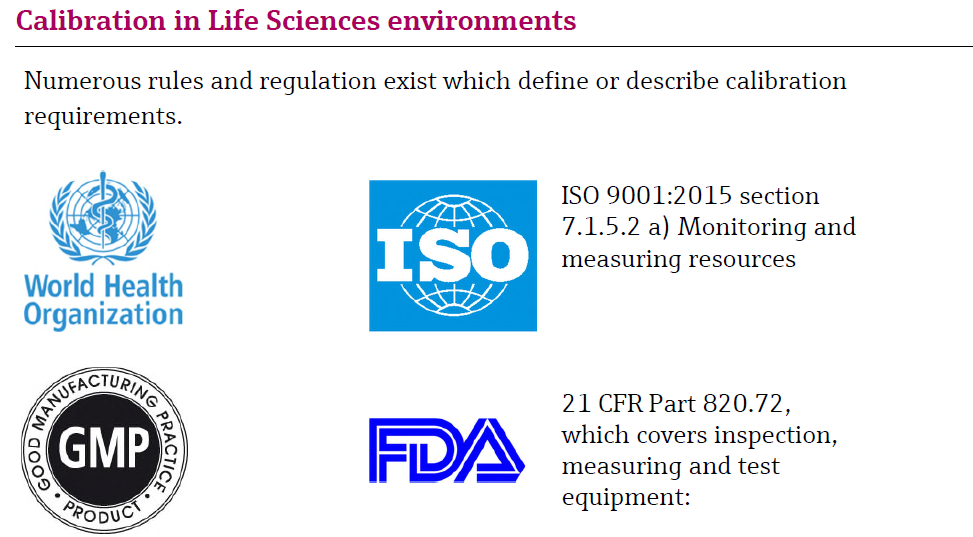 Calibration in Life Sciences environments
Numerous rules and regulation exist which define or describe calibration
requirements.
World Health
Organization
ISO
ISO 9001:2015 section
7.1.5.2 a) Monitoring and
measuring resources
GOOD MANUFACTURING PRACTICE
GMP
• PRODUCT •
FDA
21 CFR Part 820.72,
which covers inspection,
measuring and test
equipment: